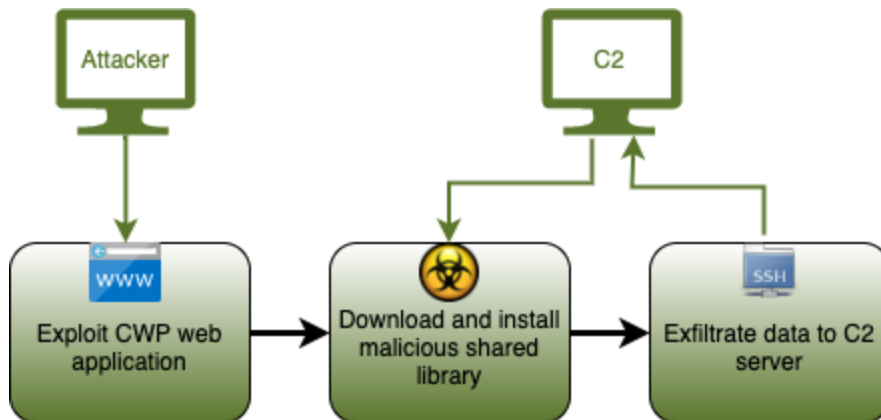 Attacker
C2
www
Exploit CWP web
application
Download and install
malicious shared
library
SSH
Exfiltrate data to C2
server